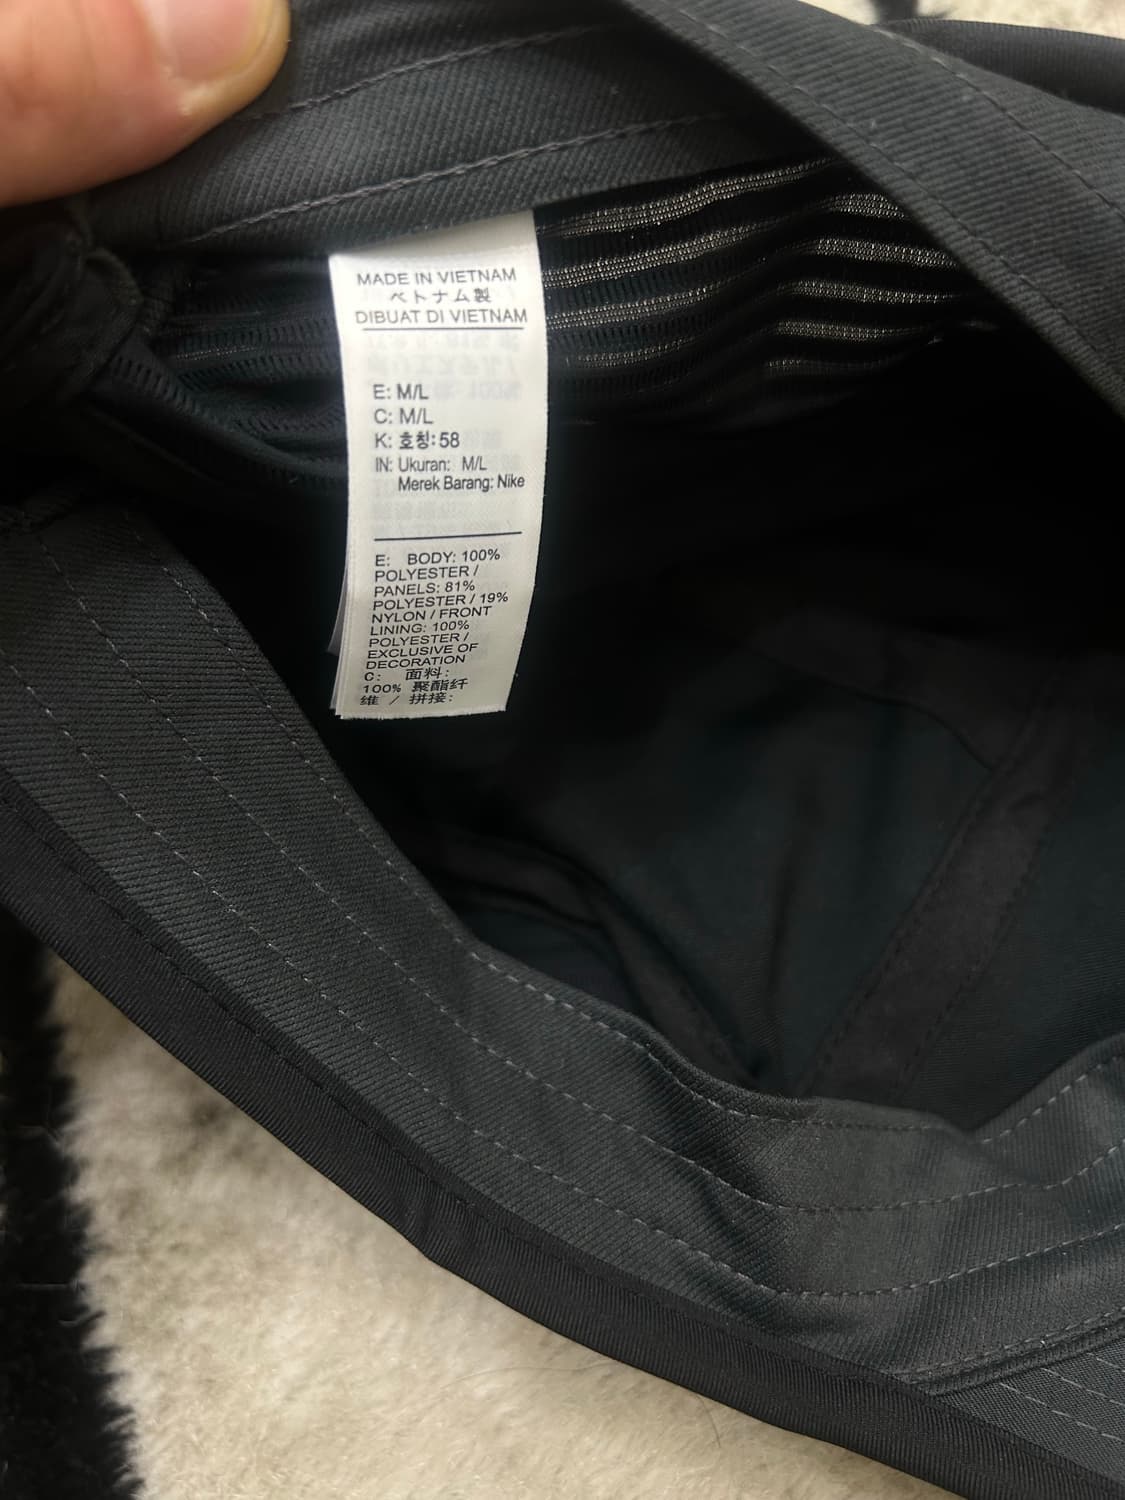 MADE IN VIETNAM
ベトナム製
DIBUAT DI VIETNAM
E: M/L
C: M/L
K: 호칭: 58
IN: Ukuran: M/L
Merek Barang: Nike
E: BODY: 100%
POLYESTER /
PANELS: 81%
POLYESTER / 19%
NYLON / FRONT
LINING: 100%
POLYESTER /
EXCLUSIVE OF
DECORATION
C: 面料:
100% 聚酯纤
维 / 拼接: